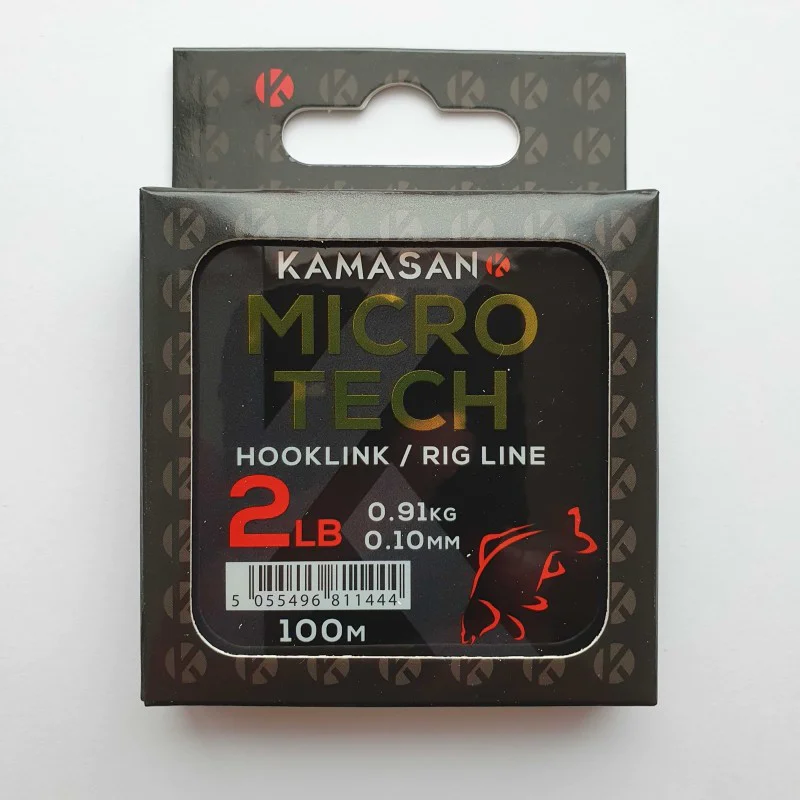 KAMASAN
MICRO
TECH
HOOKLINK / RIG LINE
2LB
0.91KG
0.10MM
5 055496 811444
100M